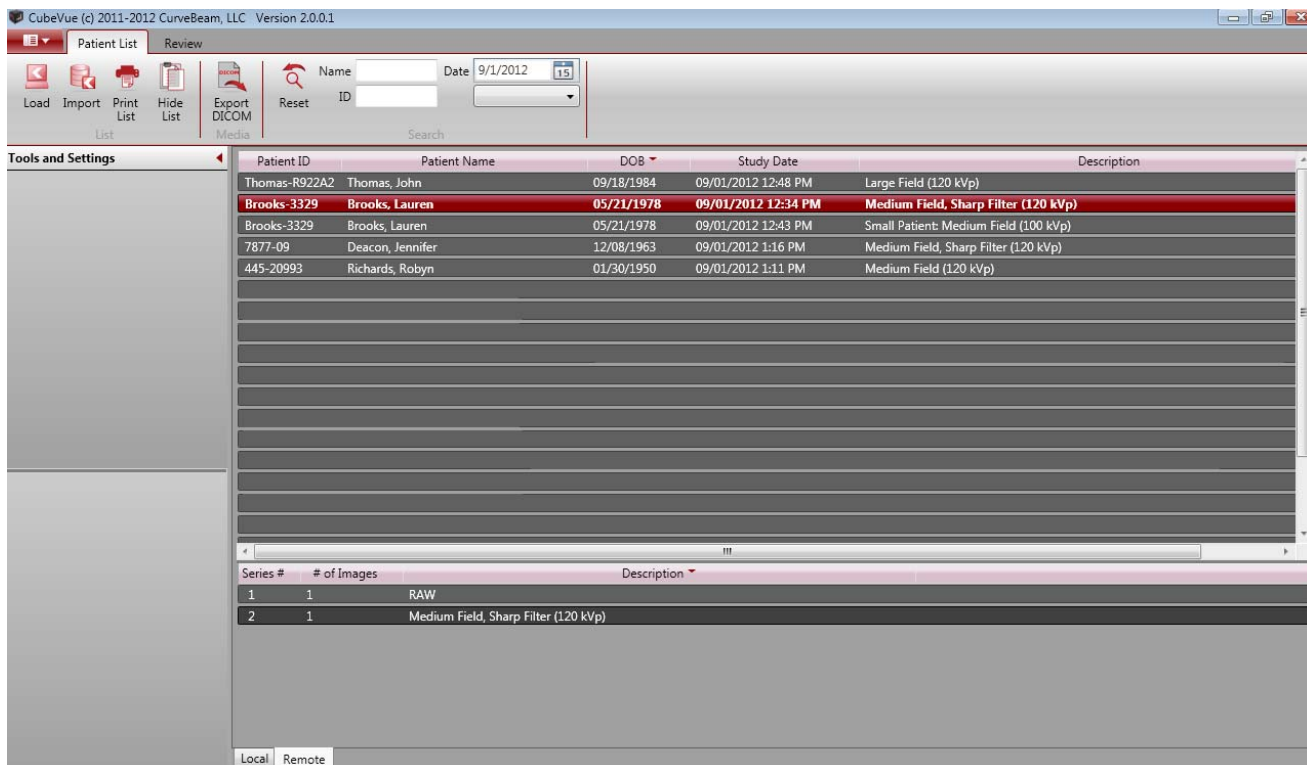 CubeVue (c) 2011-2012 CurveBeam, LLC Version 2.0.0.1
Patient List Review
Name Date 9/1/2012 15
ID
Load Import Print List Hide List Export DICOM Reset
List Media Search
Tools and Settings
Patient ID Patient Name DOB Study Date Description
Thomas-R922A2 Thomas, John 09/18/1984 09/01/2012 12:48 PM Large Field (120 kVp)
Brooks-3329 Brooks, Lauren 05/21/1978 09/01/2012 12:34 PM Medium Field, Sharp Filter (120 kVp)
Brooks-3329 Brooks, Lauren 05/21/1978 09/01/2012 12:43 PM Small Patient: Medium Field (100 kVp)
7877-09 Deacon, Jennifer 12/08/1963 09/01/2012 1:16 PM Medium Field, Sharp Filter (120 kVp)
445-20993 Richards, Robyn 01/30/1950 09/01/2012 1:11 PM Medium Field (120 kVp)
Series # # of Images Description
1 1 RAW
2 1 Medium Field, Sharp Filter (120 kVp)
Local Remote